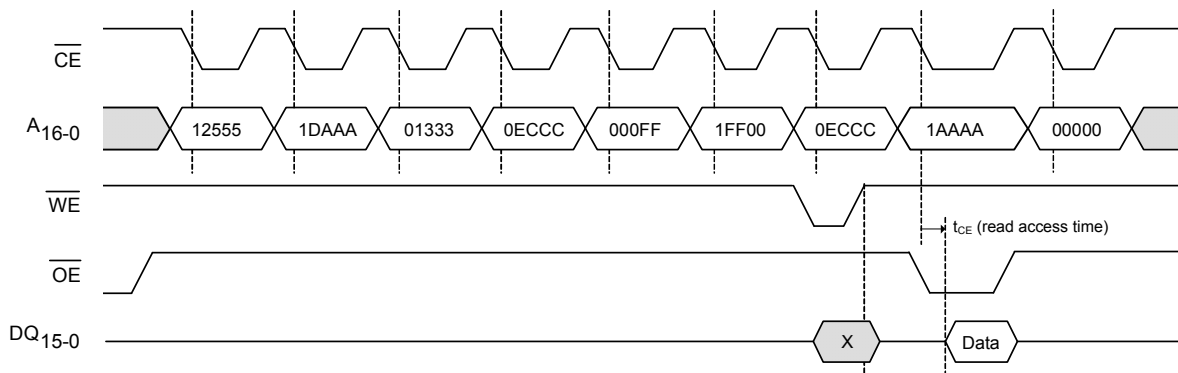 CE
A16-0 12555 1DAAA 01333 0ECCC 000FF 1FF00 0ECCC 1AAAA 00000
WE
tCE (read access time)
OE
DQ15-0 X Data